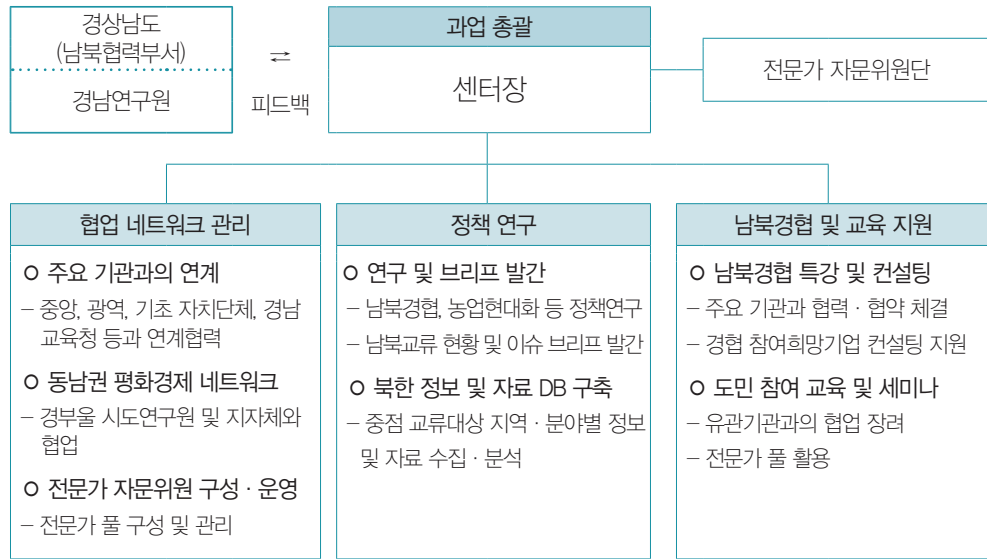 경상남도
(남북협력부서)
경남연구원
⇄
피드백
과업 총괄
센터장
전문가 자문위원단
협업 네트워크 관리
ㅇ 주요 기관과의 연계
– 중앙, 광역, 기초 자치단체, 경남
교육청 등과 연계협력
ㅇ 동남권 평화경제 네트워크
– 경부울 시도연구원 및 지자체와
협업
ㅇ 전문가 자문위원 구성 · 운영
– 전문가 풀 구성 및 관리
정책 연구
ㅇ 연구 및 브리프 발간
– 남북경협, 농업현대화 등 정책연구
– 남북교류 현황 및 이슈 브리프 발간
ㅇ 북한 정보 및 자료 DB 구축
– 중점 교류대상 지역 · 분야별 정보
및 자료 수집 · 분석
남북경협 및 교육 지원
ㅇ 남북경협 특강 및 컨설팅
– 주요 기관과 협력 · 협약 체결
– 경협 참여희망기업 컨설팅 지원
ㅇ 도민 참여 교육 및 세미나
– 유관기관과의 협업 장려
– 전문가 풀 활용